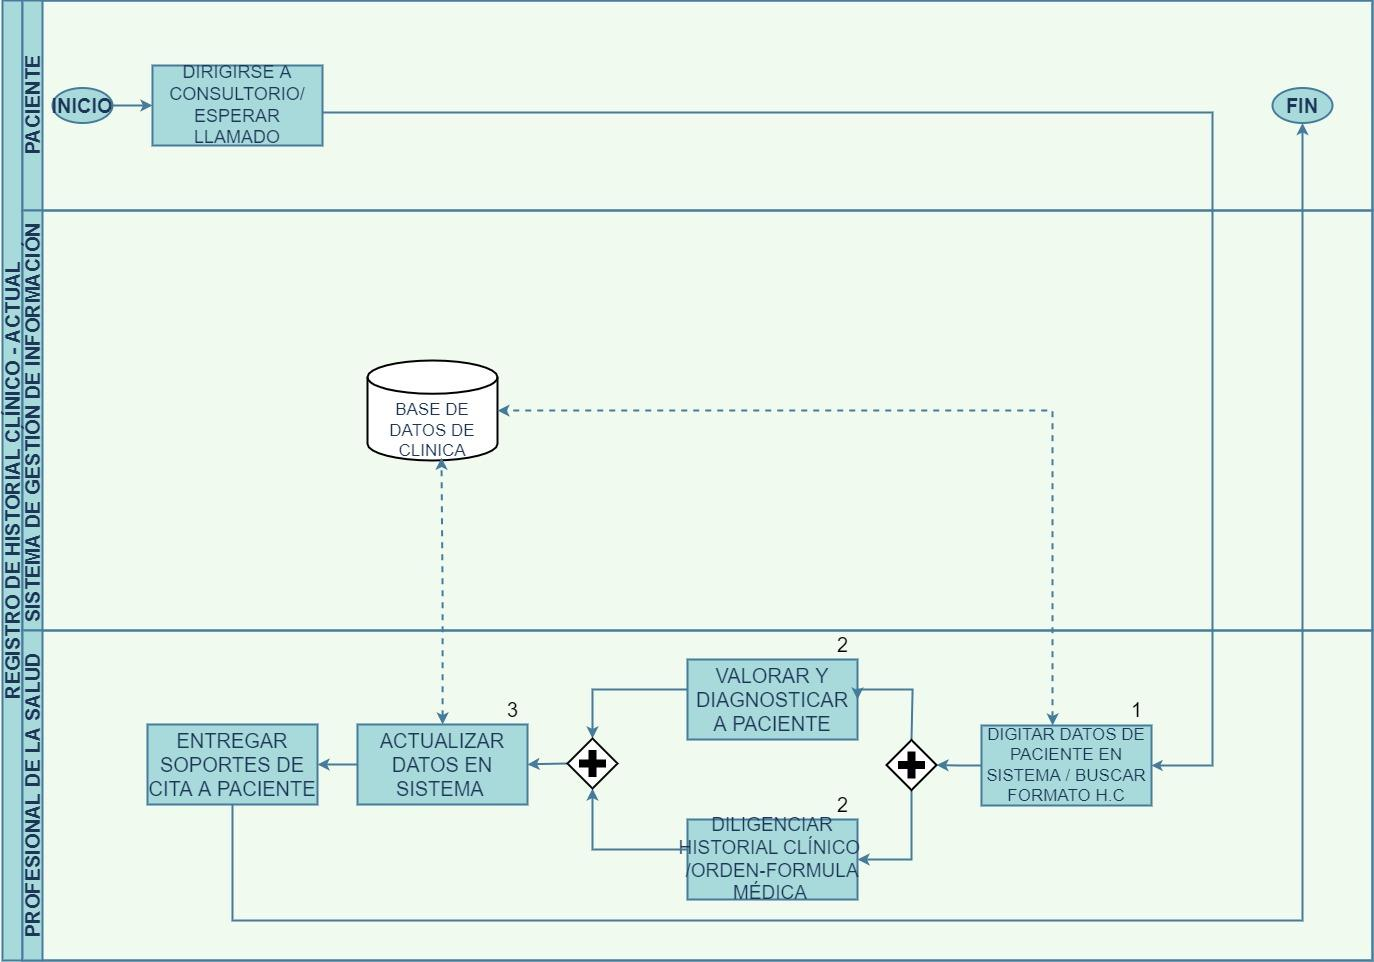 REGISTRO DE HISTORIAL CLÍNICO - ACTUAL
PACIENTE
INICIO
DIRIGIRSE A
CONSULTORIO/
ESPERAR
LLAMADO
FIN
SISTEMA DE GESTIÓN DE INFORMACIÓN
BASE DE
DATOS DE
CLINICA
PROFESIONAL DE LA SALUD
1
DIGITAR DATOS DE
PACIENTE EN
SISTEMA / BUSCAR
FORMATO H.C
2
VALORAR Y
DIAGNOSTICAR
A PACIENTE
2
DILIGENCIAR
HISTORIAL CLÍNICO
/ORDEN-FORMULA
MÉDICA
3
ACTUALIZAR
DATOS EN
SISTEMA
ENTREGAR
SOPORTES DE
CITA A PACIENTE